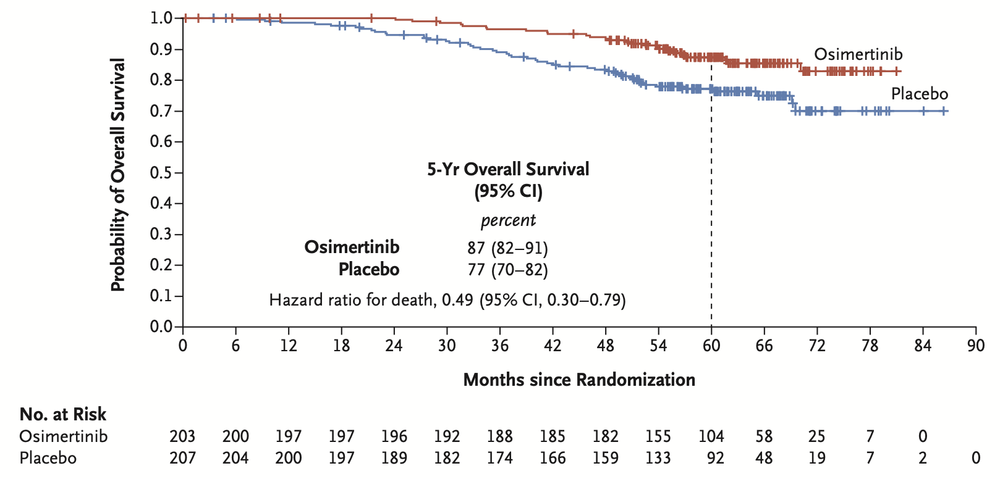 1.0
0.9
0.8
0.7
0.6
0.5
0.4
0.3
0.2
0.1
0.0
Probability of Overall Survival
Osimertinib
Placebo
5-Yr Overall Survival
(95% CI)
percent
Osimertinib 87 (82–91)
Placebo 77 (70–82)
Hazard ratio for death, 0.49 (95% CI, 0.30–0.79)
0 6 12 18 24 30 36 42 48 54 60 66 72 78 84 90
Months since Randomization
No. at Risk
Osimertinib 203 200 197 197 196 192 188 185 182 155 104 58 25 7 0
Placebo 207 204 200 197 189 182 174 166 159 133 92 48 19 7 2 0